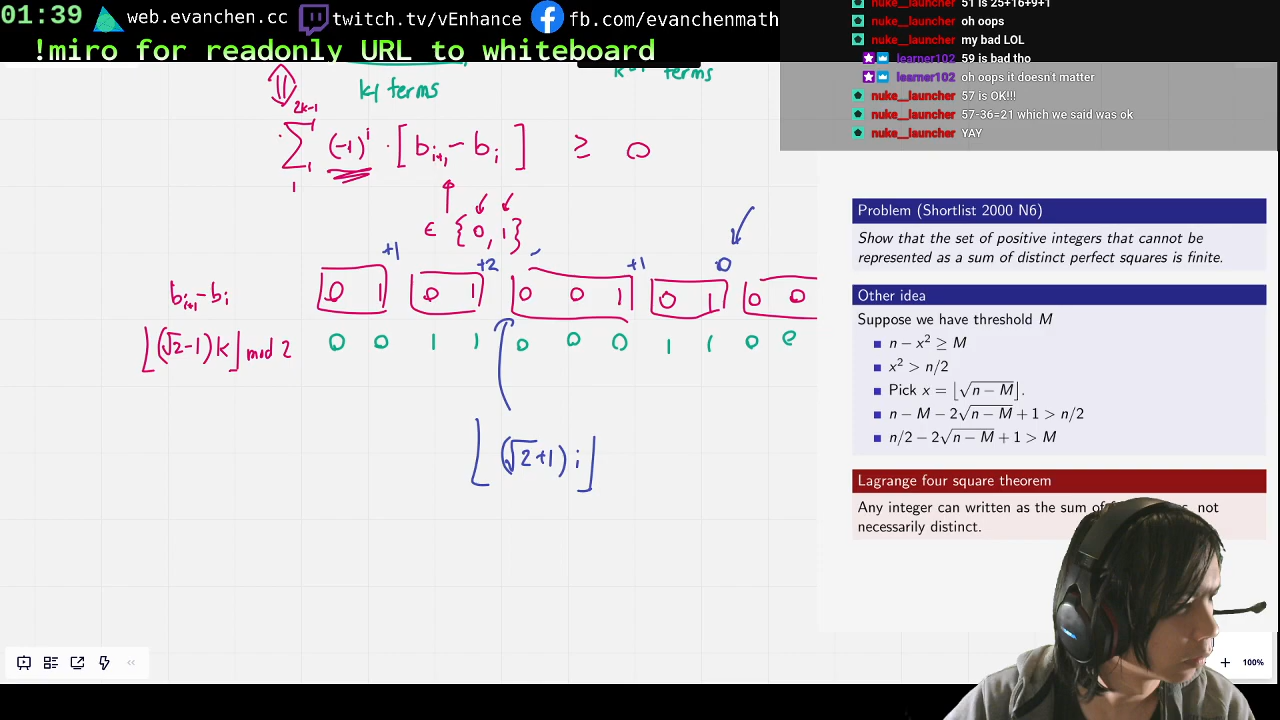 01:39 web.evanchen.cc twitch.tv/vEnhance fb.com/evanchenmath
!miro for readonly URL to whiteboard
nuke__launcher 51 is 25+16+9+1
nuke__launcher oh oops
nuke__launcher my bad LOL
learner102 59 is bad tho
learner102 oh oops it doesn't matter
nuke__launcher 57 is OK!!!
nuke__launcher 57-36=21 which we said was ok
nuke__launcher YAY
terms
terms
2k-1
∑ (-1)^i · [ b_{i+1} - b_i ] ≥ 0
1
∈ {0, 1}
+1 +2 +1 0
b_{i+1} - b_i 0 1 0 1 0 0 1 0 1 0 0
⌊(√2-1)k⌋ mod 2 0 0 1 1 0 0 0 1 1 0 0
⌊(√2+1) i⌋
Problem (Shortlist 2000 N6)
Show that the set of positive integers that cannot be
represented as a sum of distinct perfect squares is finite.
Other idea
Suppose we have threshold M
n − x² ≥ M
x² > n/2
Pick x = ⌊√(n − M)⌋.
n − M − 2√(n − M) + 1 > n/2
n/2 − 2√(n − M) + 1 > M
Lagrange four square theorem
Any integer can written as the sum of not
necessarily distinct.
100%